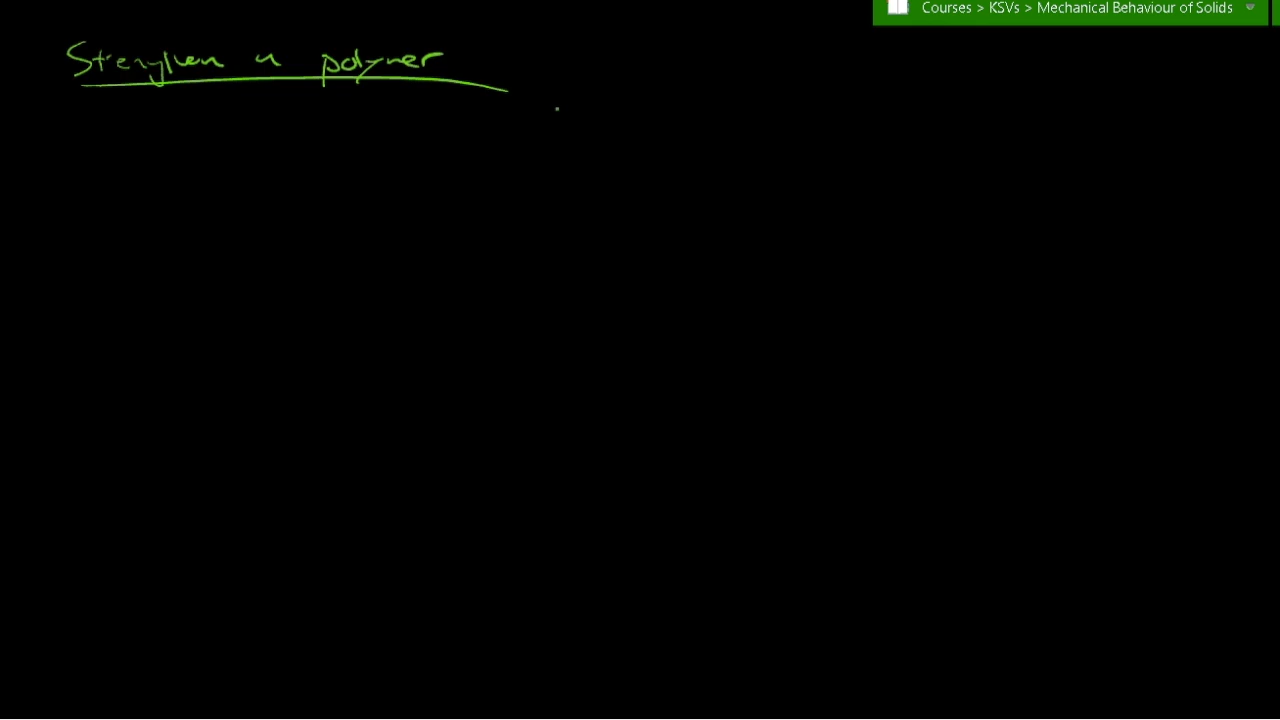 Courses > KSVs > Mechanical Behaviour of Solids
Strengthen a polymer